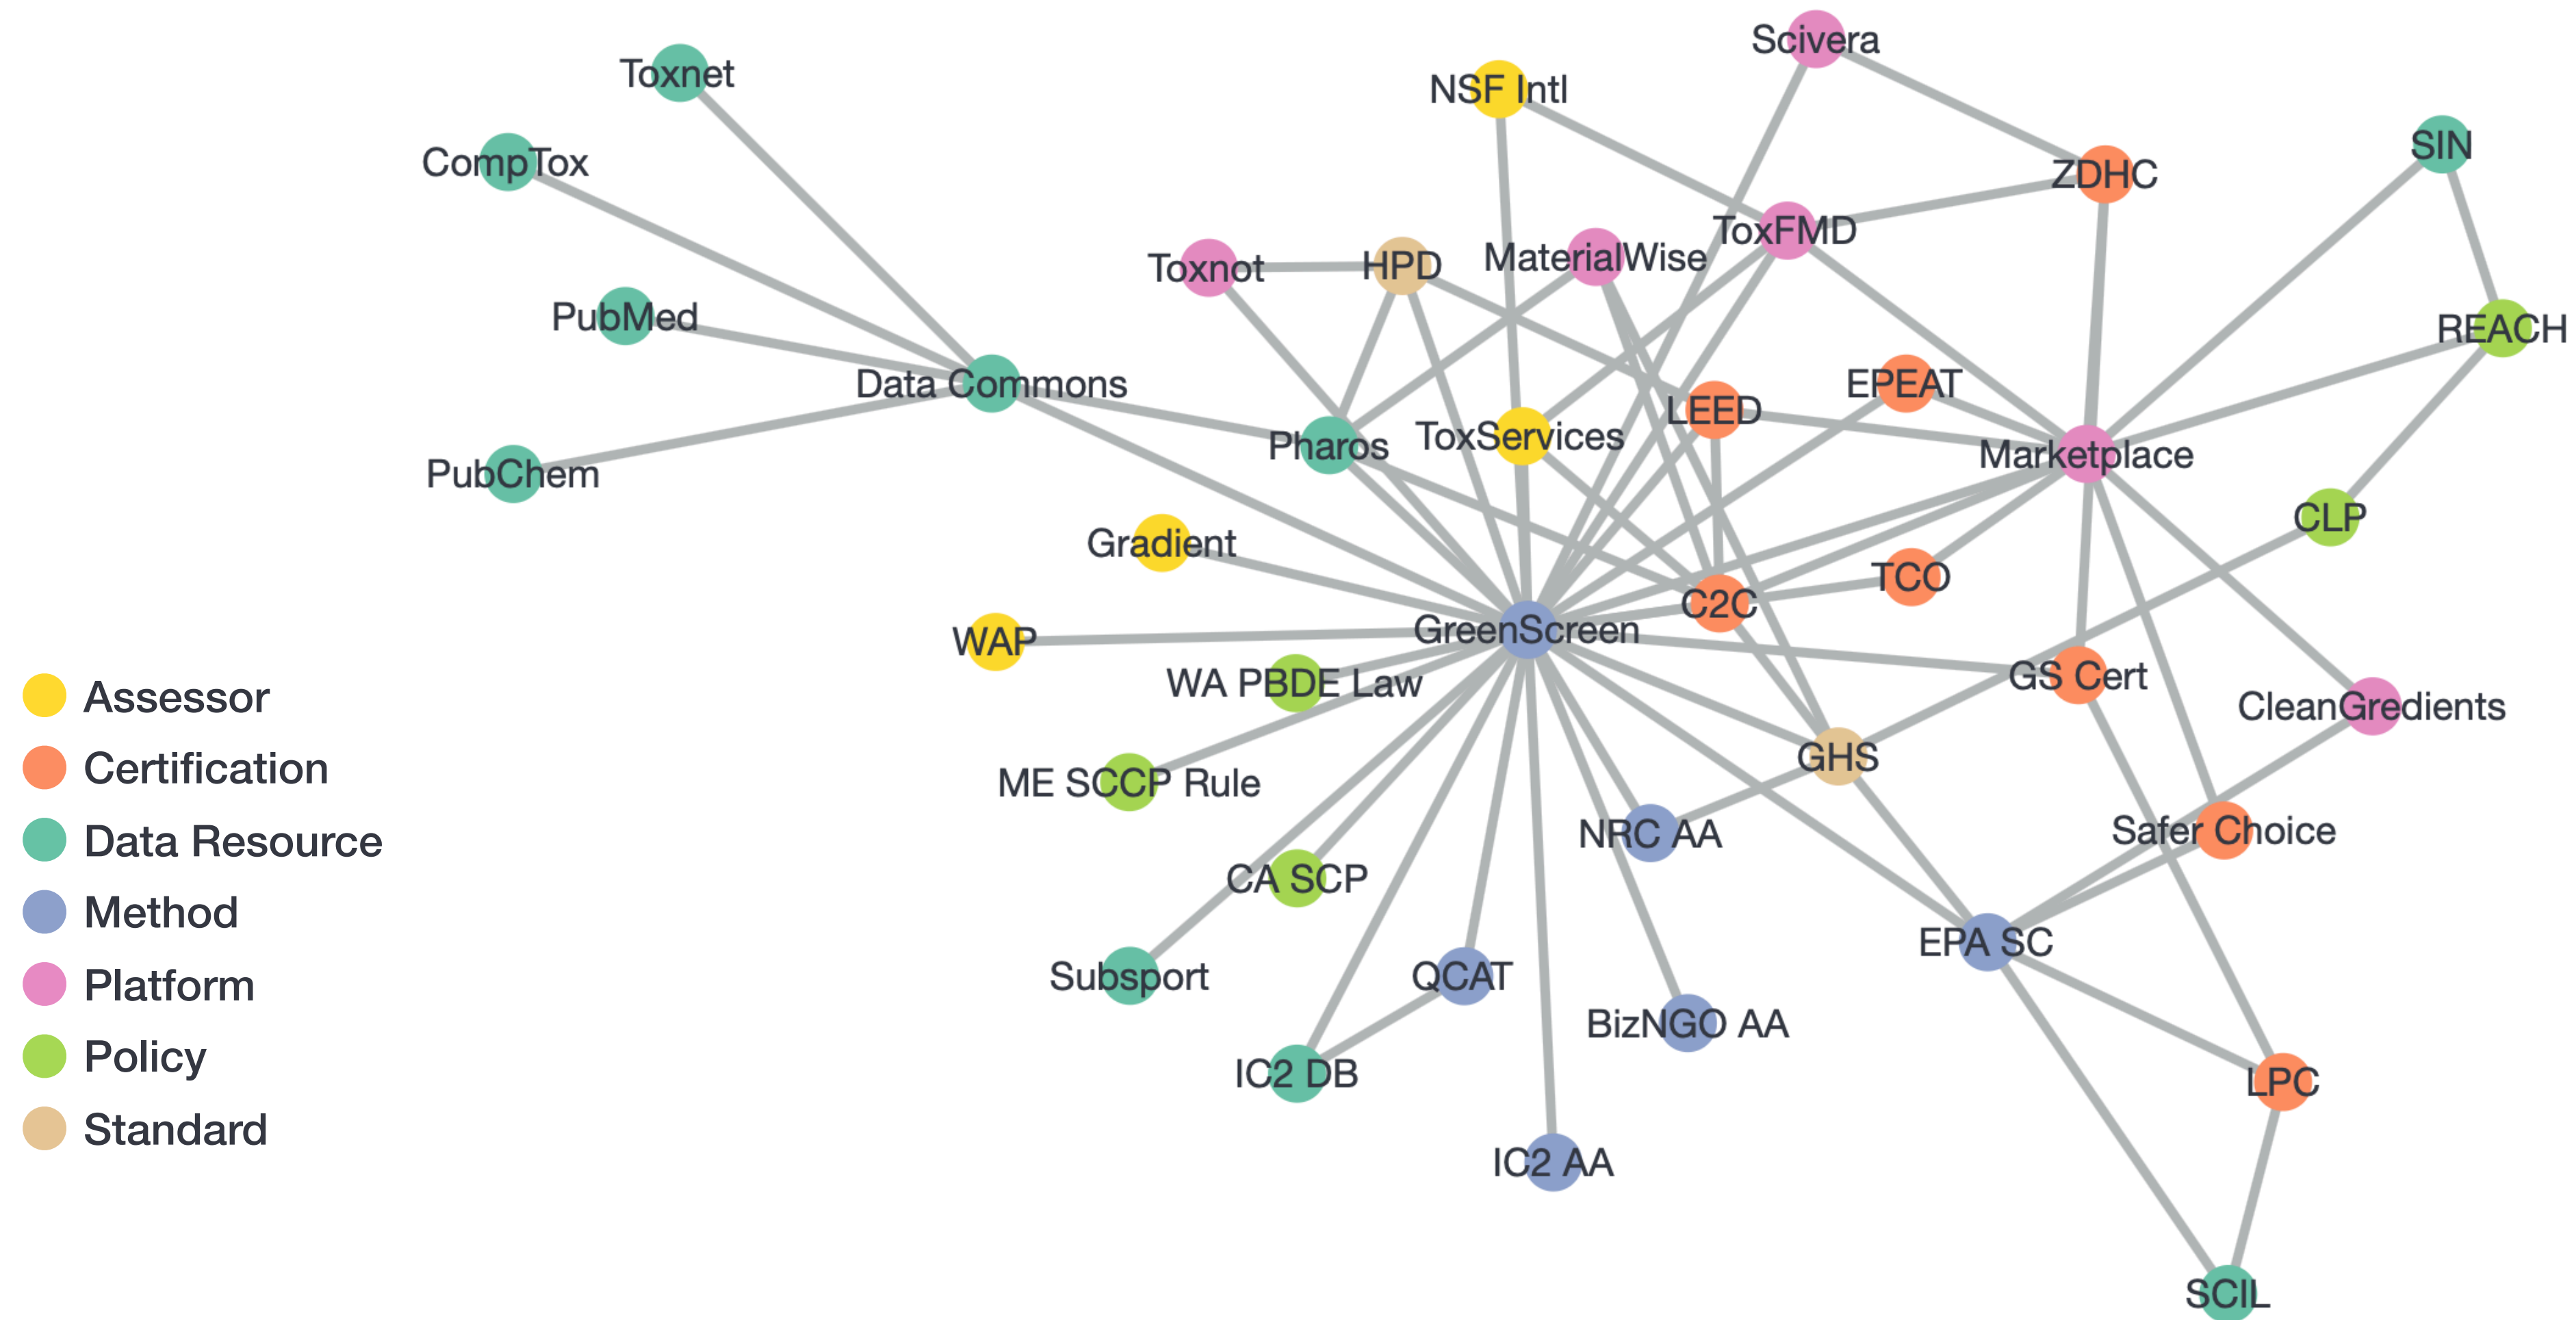 Scivera
Toxnet
NSF Intl
SIN
CompTox
ZDHC
ToxFMD
MaterialWise
HPD
Toxnot
PubMed
REACH
Data Commons
EPEAT
LEED
ToxServices
Pharos
Marketplace
PubChem
CLP
Gradient
TCO
C2C
GreenScreen
WAP
GS Cert
WA PBDE Law
CleanGredients
Assessor
GHS
Certification
ME SCCP Rule
NRC AA
Safer Choice
Data Resource
CA SCP
Method
EPA SC
Subsport
QCAT
Platform
BizNGO AA
Policy
IC2 DB
LPC
Standard
IC2 AA
SCIL